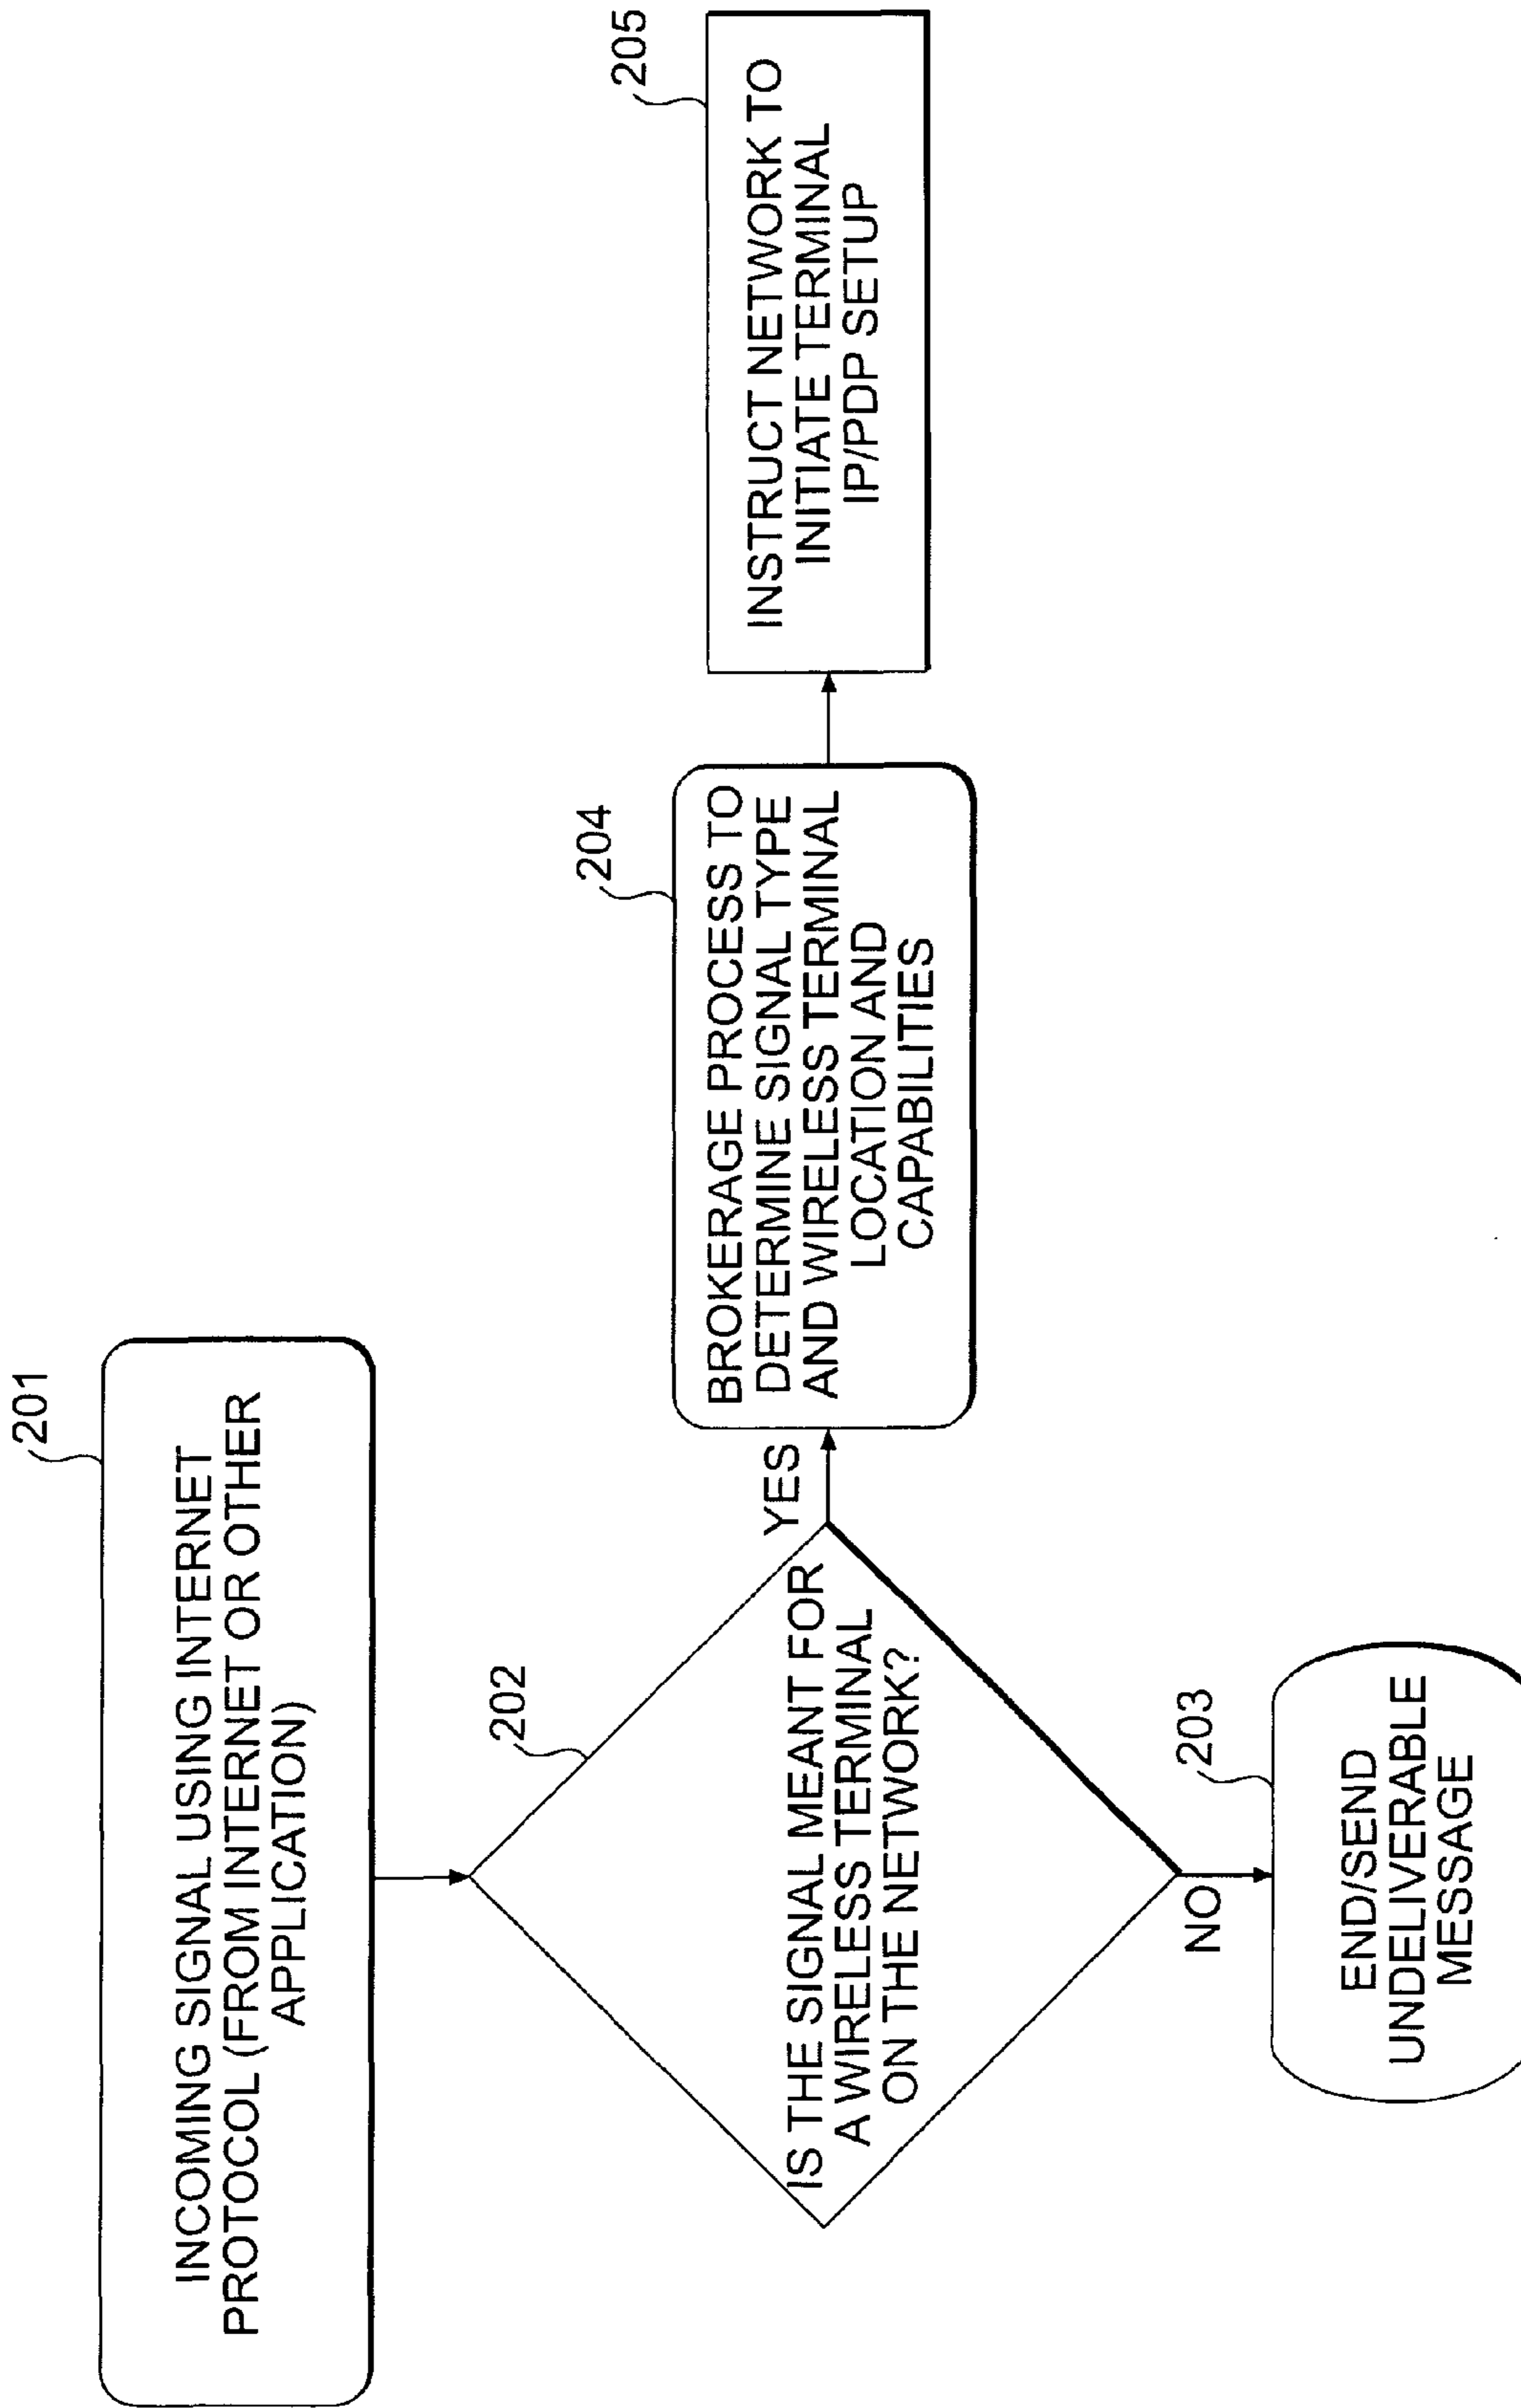 201
INCOMING SIGNAL USING INTERNET
PROTOCOL (FROM INTERNET OR OTHER
APPLICATION)
202
IS THE SIGNAL MEANT FOR
A WIRELESS TERMINAL
ON THE NETWORK?
YES
NO
203
END/SEND
UNDELIVERABLE
MESSAGE
204
BROKERAGE PROCESS TO
DETERMINE SIGNAL TYPE
AND WIRELESS TERMINAL
LOCATION AND
CAPABILITIES
205
INSTRUCT NETWORK TO
INITIATE TERMINAL
IP/PDP SETUP